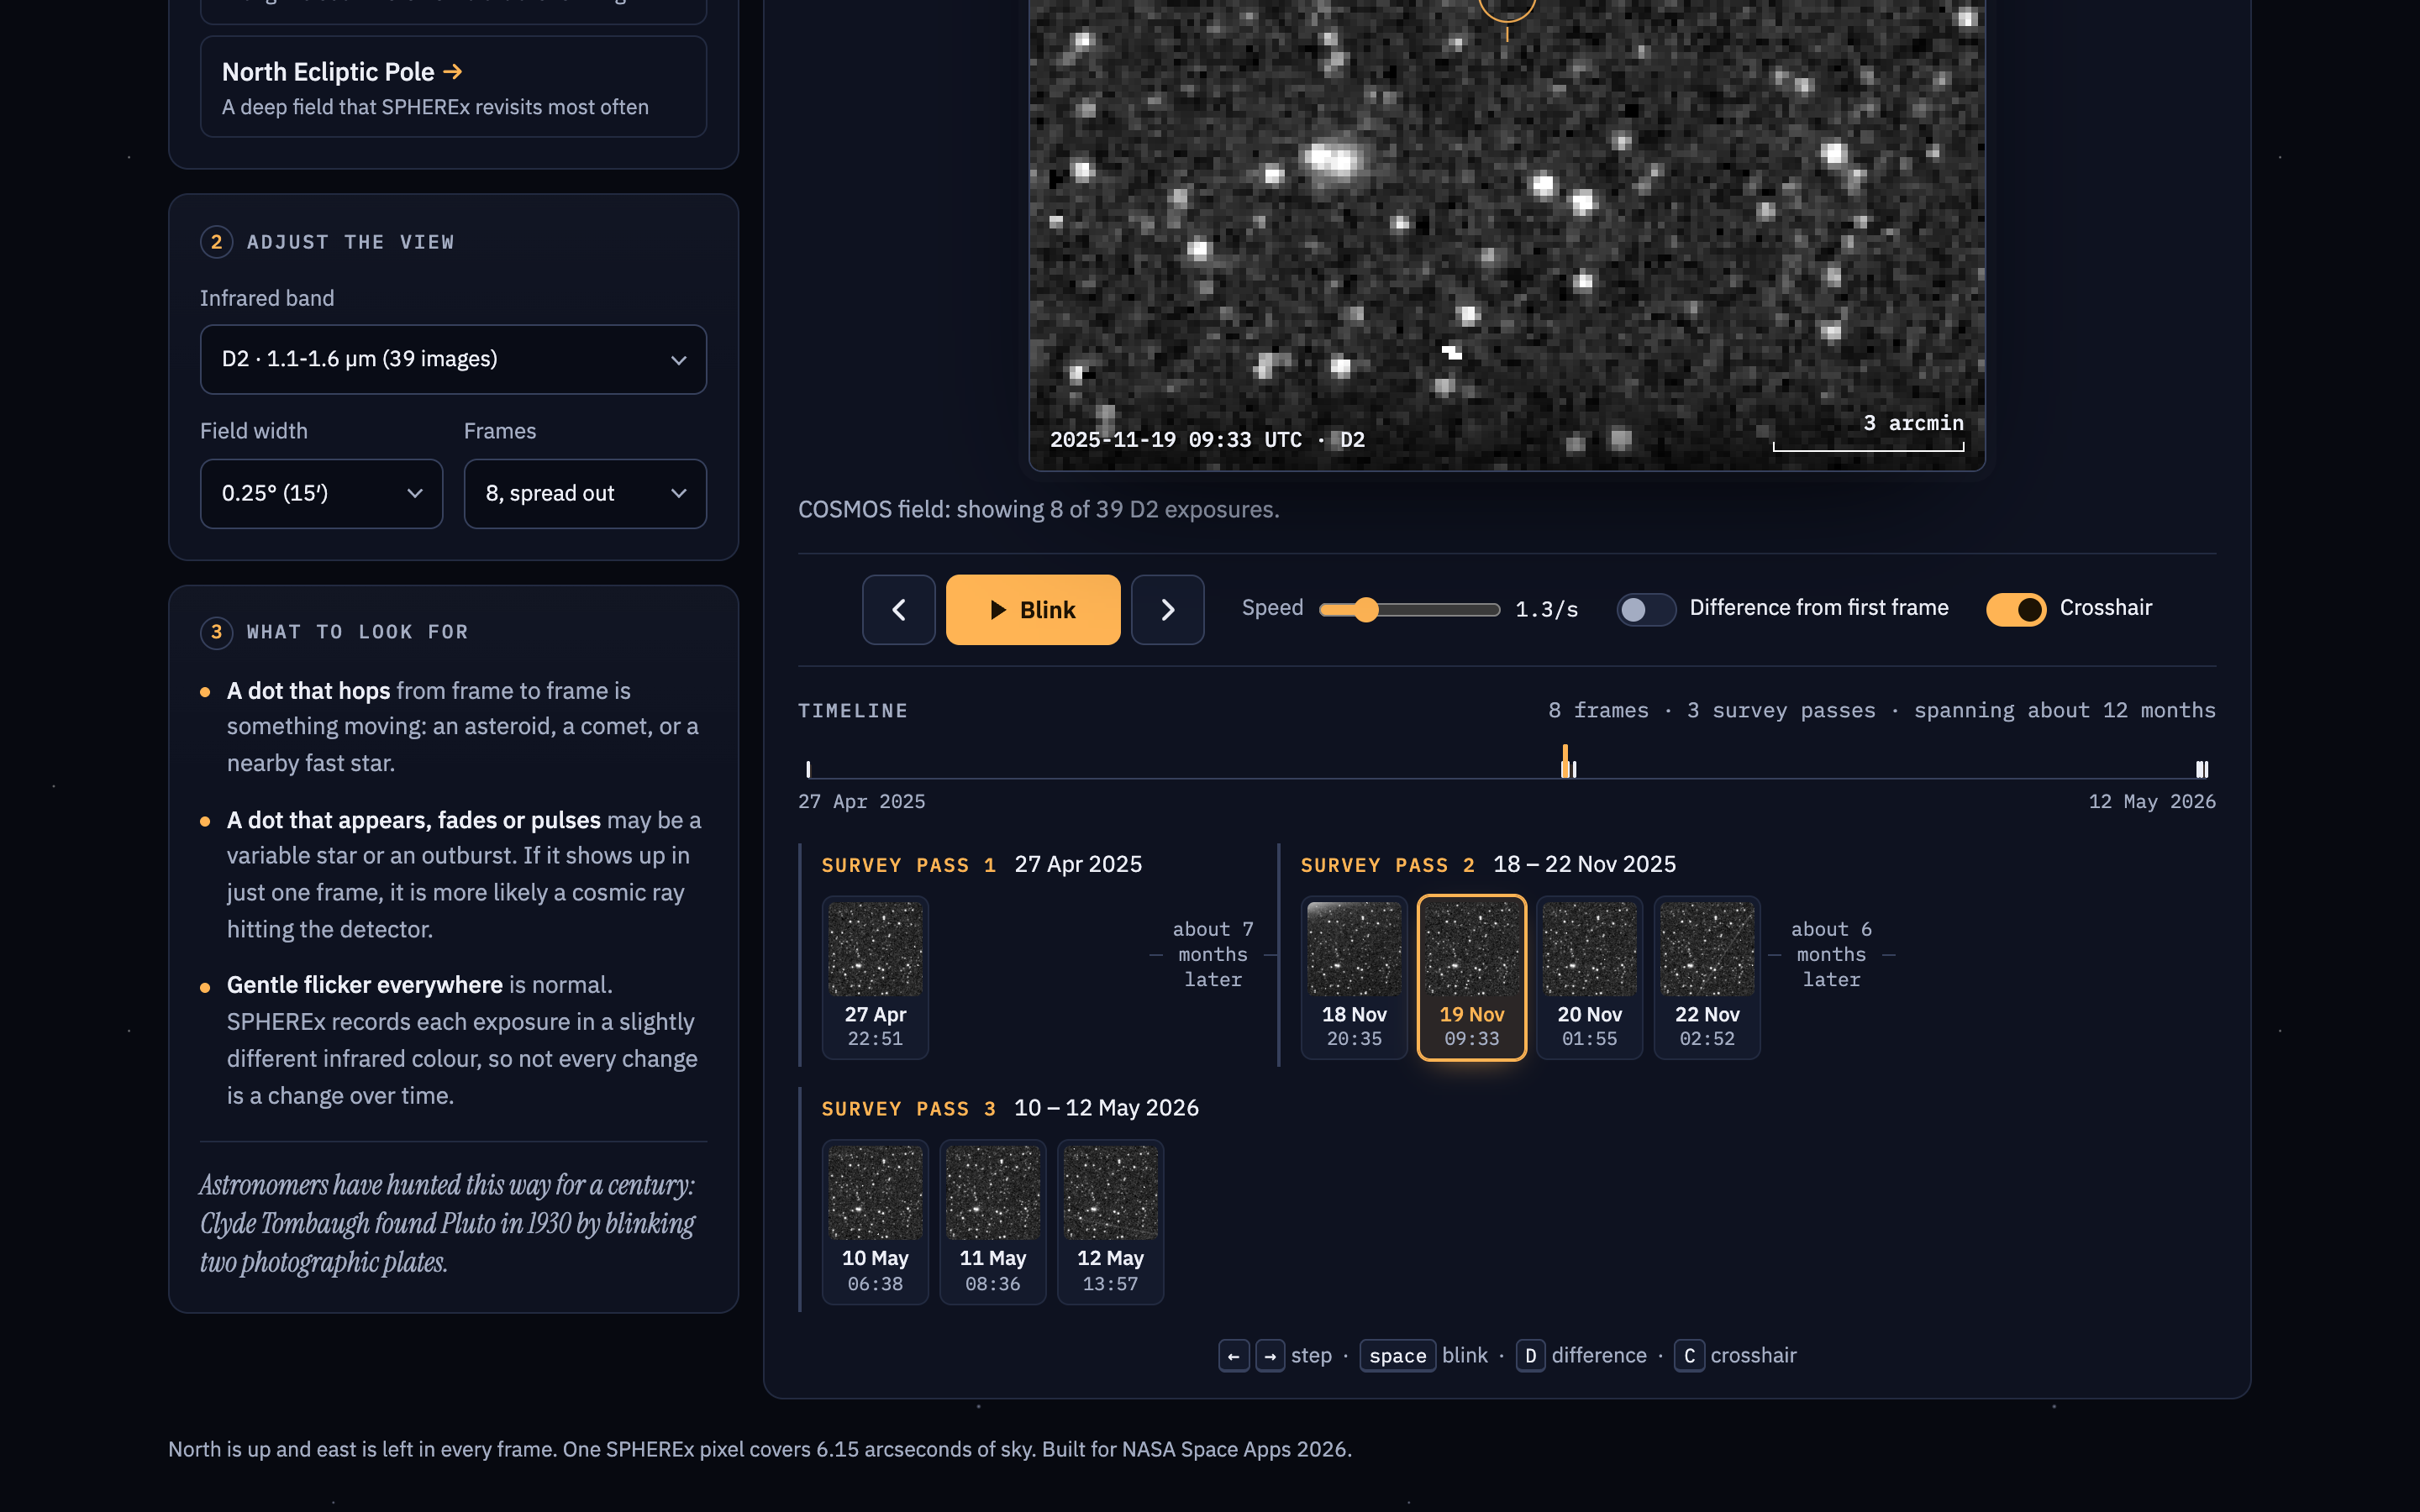 North Ecliptic Pole →
A deep field that SPHEREx revisits most often
2 ADJUST THE VIEW
Infrared band
D2 · 1.1-1.6 µm (39 images)
Field width
Frames
0.25° (15′)
8, spread out
3 WHAT TO LOOK FOR
A dot that hops from frame to frame is
something moving: an asteroid, a comet, or a
nearby fast star.
A dot that appears, fades or pulses may be a
variable star or an outburst. If it shows up in
just one frame, it is more likely a cosmic ray
hitting the detector.
Gentle flicker everywhere is normal.
SPHEREx records each exposure in a slightly
different infrared colour, so not every change
is a change over time.
Astronomers have hunted this way for a century:
Clyde Tombaugh found Pluto in 1930 by blinking
two photographic plates.
3 arcmin
2025-11-19 09:33 UTC · D2
COSMOS field: showing 8 of 39 D2 exposures.
Blink
Speed
1.3/s
Difference from first frame
Crosshair
TIMELINE
8 frames · 3 survey passes · spanning about 12 months
27 Apr 2025
12 May 2026
SURVEY PASS 1 27 Apr 2025
27 Apr
22:51
about 7
months
later
SURVEY PASS 2 18 – 22 Nov 2025
18 Nov
20:35
19 Nov
09:33
20 Nov
01:55
22 Nov
02:52
about 6
months
later
SURVEY PASS 3 10 – 12 May 2026
10 May
06:38
11 May
08:36
12 May
13:57
← → step · space blink · D difference · C crosshair
North is up and east is left in every frame. One SPHEREx pixel covers 6.15 arcseconds of sky. Built for NASA Space Apps 2026.